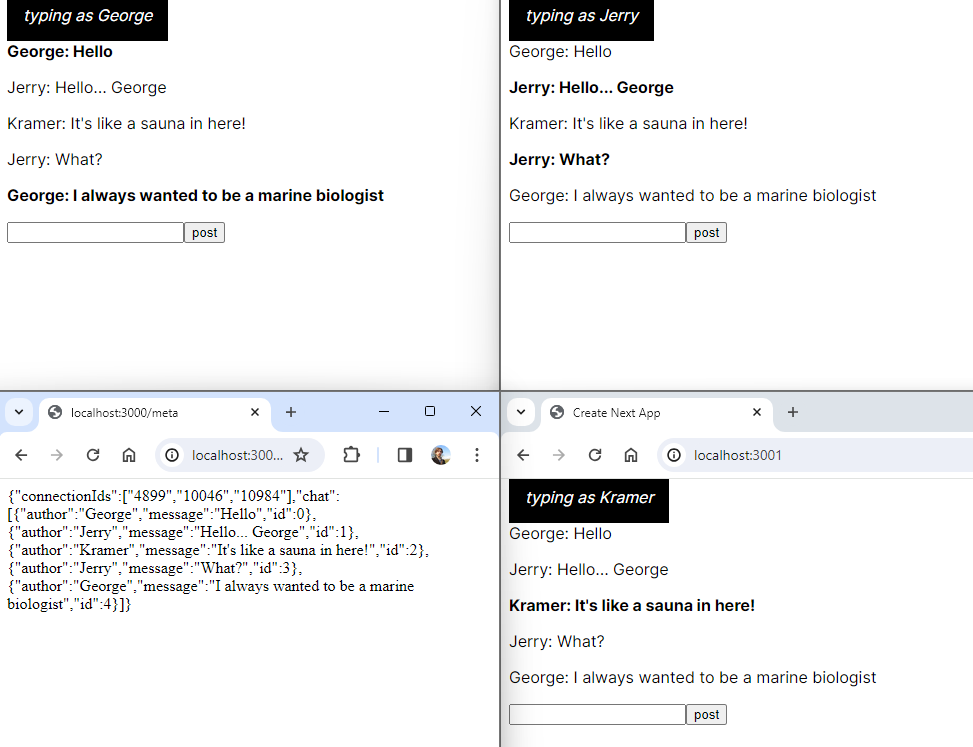 typing as George
George: Hello
Jerry: Hello... George
Kramer: It's like a sauna in here!
Jerry: What?
George: I always wanted to be a marine biologist
post
typing as Jerry
George: Hello
Jerry: Hello... George
Kramer: It's like a sauna in here!
Jerry: What?
George: I always wanted to be a marine biologist
post
localhost:3000/meta
localhost:300...
{"connectionIds":["4899","10046","10984"],"chat":
[{"author":"George","message":"Hello","id":0},
{"author":"Jerry","message":"Hello... George","id":1},
{"author":"Kramer","message":"It's like a sauna in here!","id":2},
{"author":"Jerry","message":"What?","id":3},
{"author":"George","message":"I always wanted to be a marine
biologist","id":4}]}
Create Next App
localhost:3001
typing as Kramer
George: Hello
Jerry: Hello... George
Kramer: It's like a sauna in here!
Jerry: What?
George: I always wanted to be a marine biologist
post